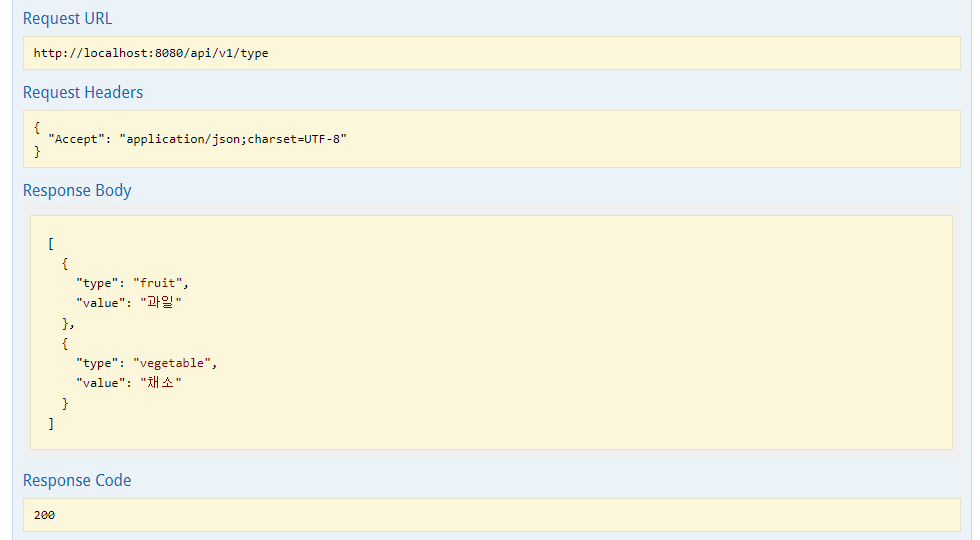 Request URL
http://localhost:8080/api/v1/type
Request Headers
{
"Accept": "application/json;charset=UTF-8"
}
Response Body
[
{
"type": "fruit",
"value": "과일"
},
{
"type": "vegetable",
"value": "채소"
}
]
Response Code
200